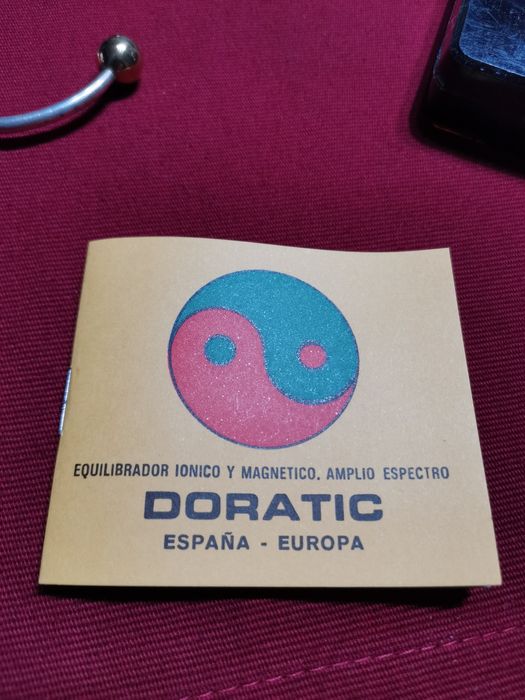 EQUILIBRADOR IONICO Y MAGNETICO. AMPLIO ESPECTRO
DORATIC
ESPAÑA - EUROPA